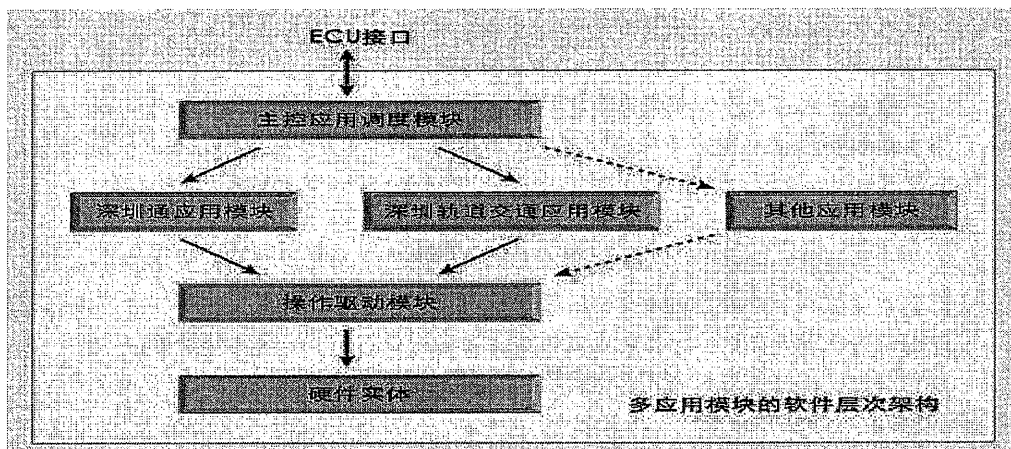 ECU接口
主控应用调度模块
深圳通应用模块
深圳轨道交通应用模块
其他应用模块
操作驱动模块
硬件实体
多应用模块的软件层次架构